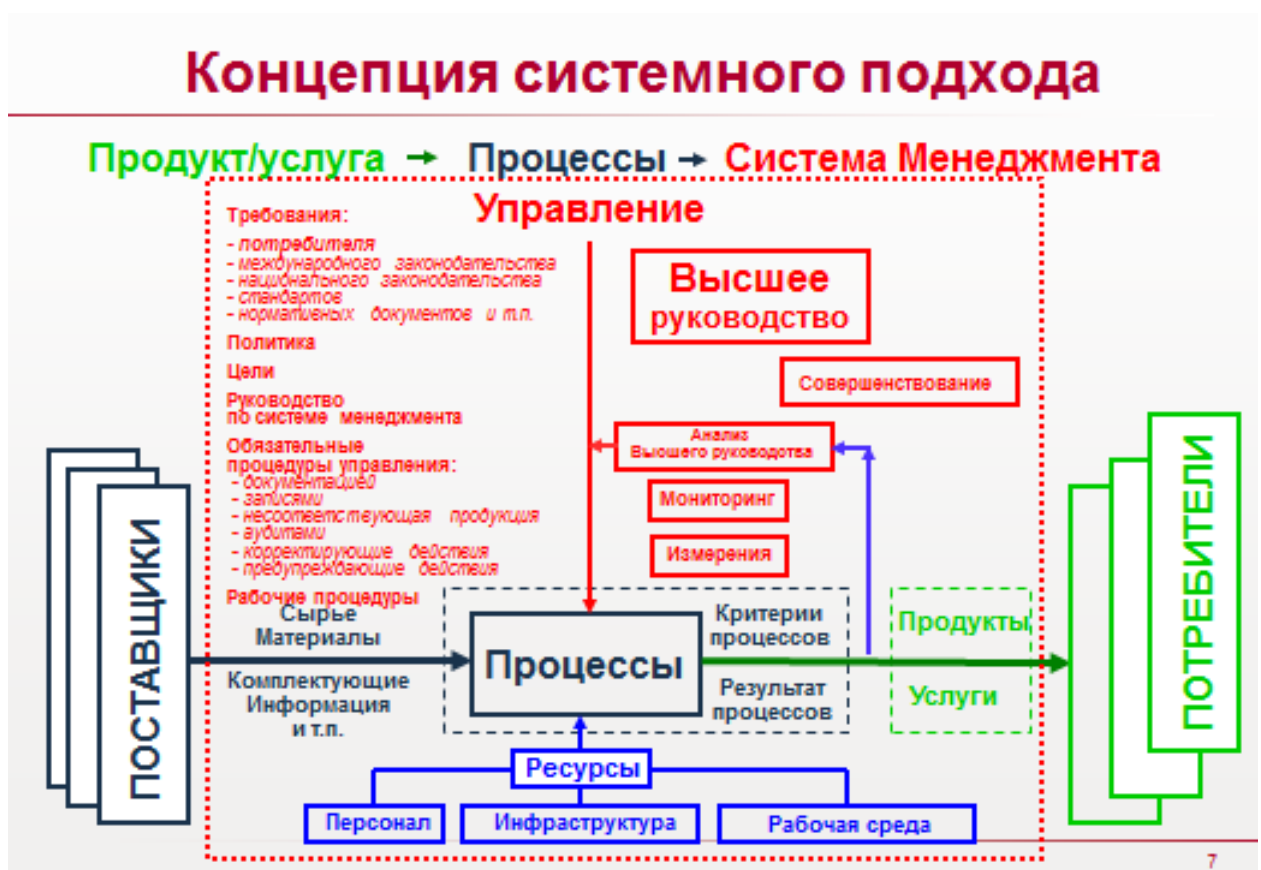 Концепция системного подхода
Продукт/услуга → Процессы → Система Менеджмента
Управление
Требования:
- потребителя
- международного законодательства
- национального законодательства
- стандартов
- нормативных документов и т.п.
Политика
Цели
Руководство
по системе менеджмента
Обязательные
процедуры управления:
- документацией
- записями
- несоответствующая продукция
- аудитами
- корректирующие действия
- предупреждающие действия
Рабочие процедуры
Высшее
руководство
Совершенствование
Анализ
Высшего руководства
Мониторинг
Измерения
ПОСТАВЩИКИ
Сырье
Материалы
Комплектующие
Информация
и т.п.
Процессы
Критерии
процессов
Результат
процессов
Продукты
Услуги
ПОТРЕБИТЕЛИ
Ресурсы
Персонал
Инфраструктура
Рабочая среда
7